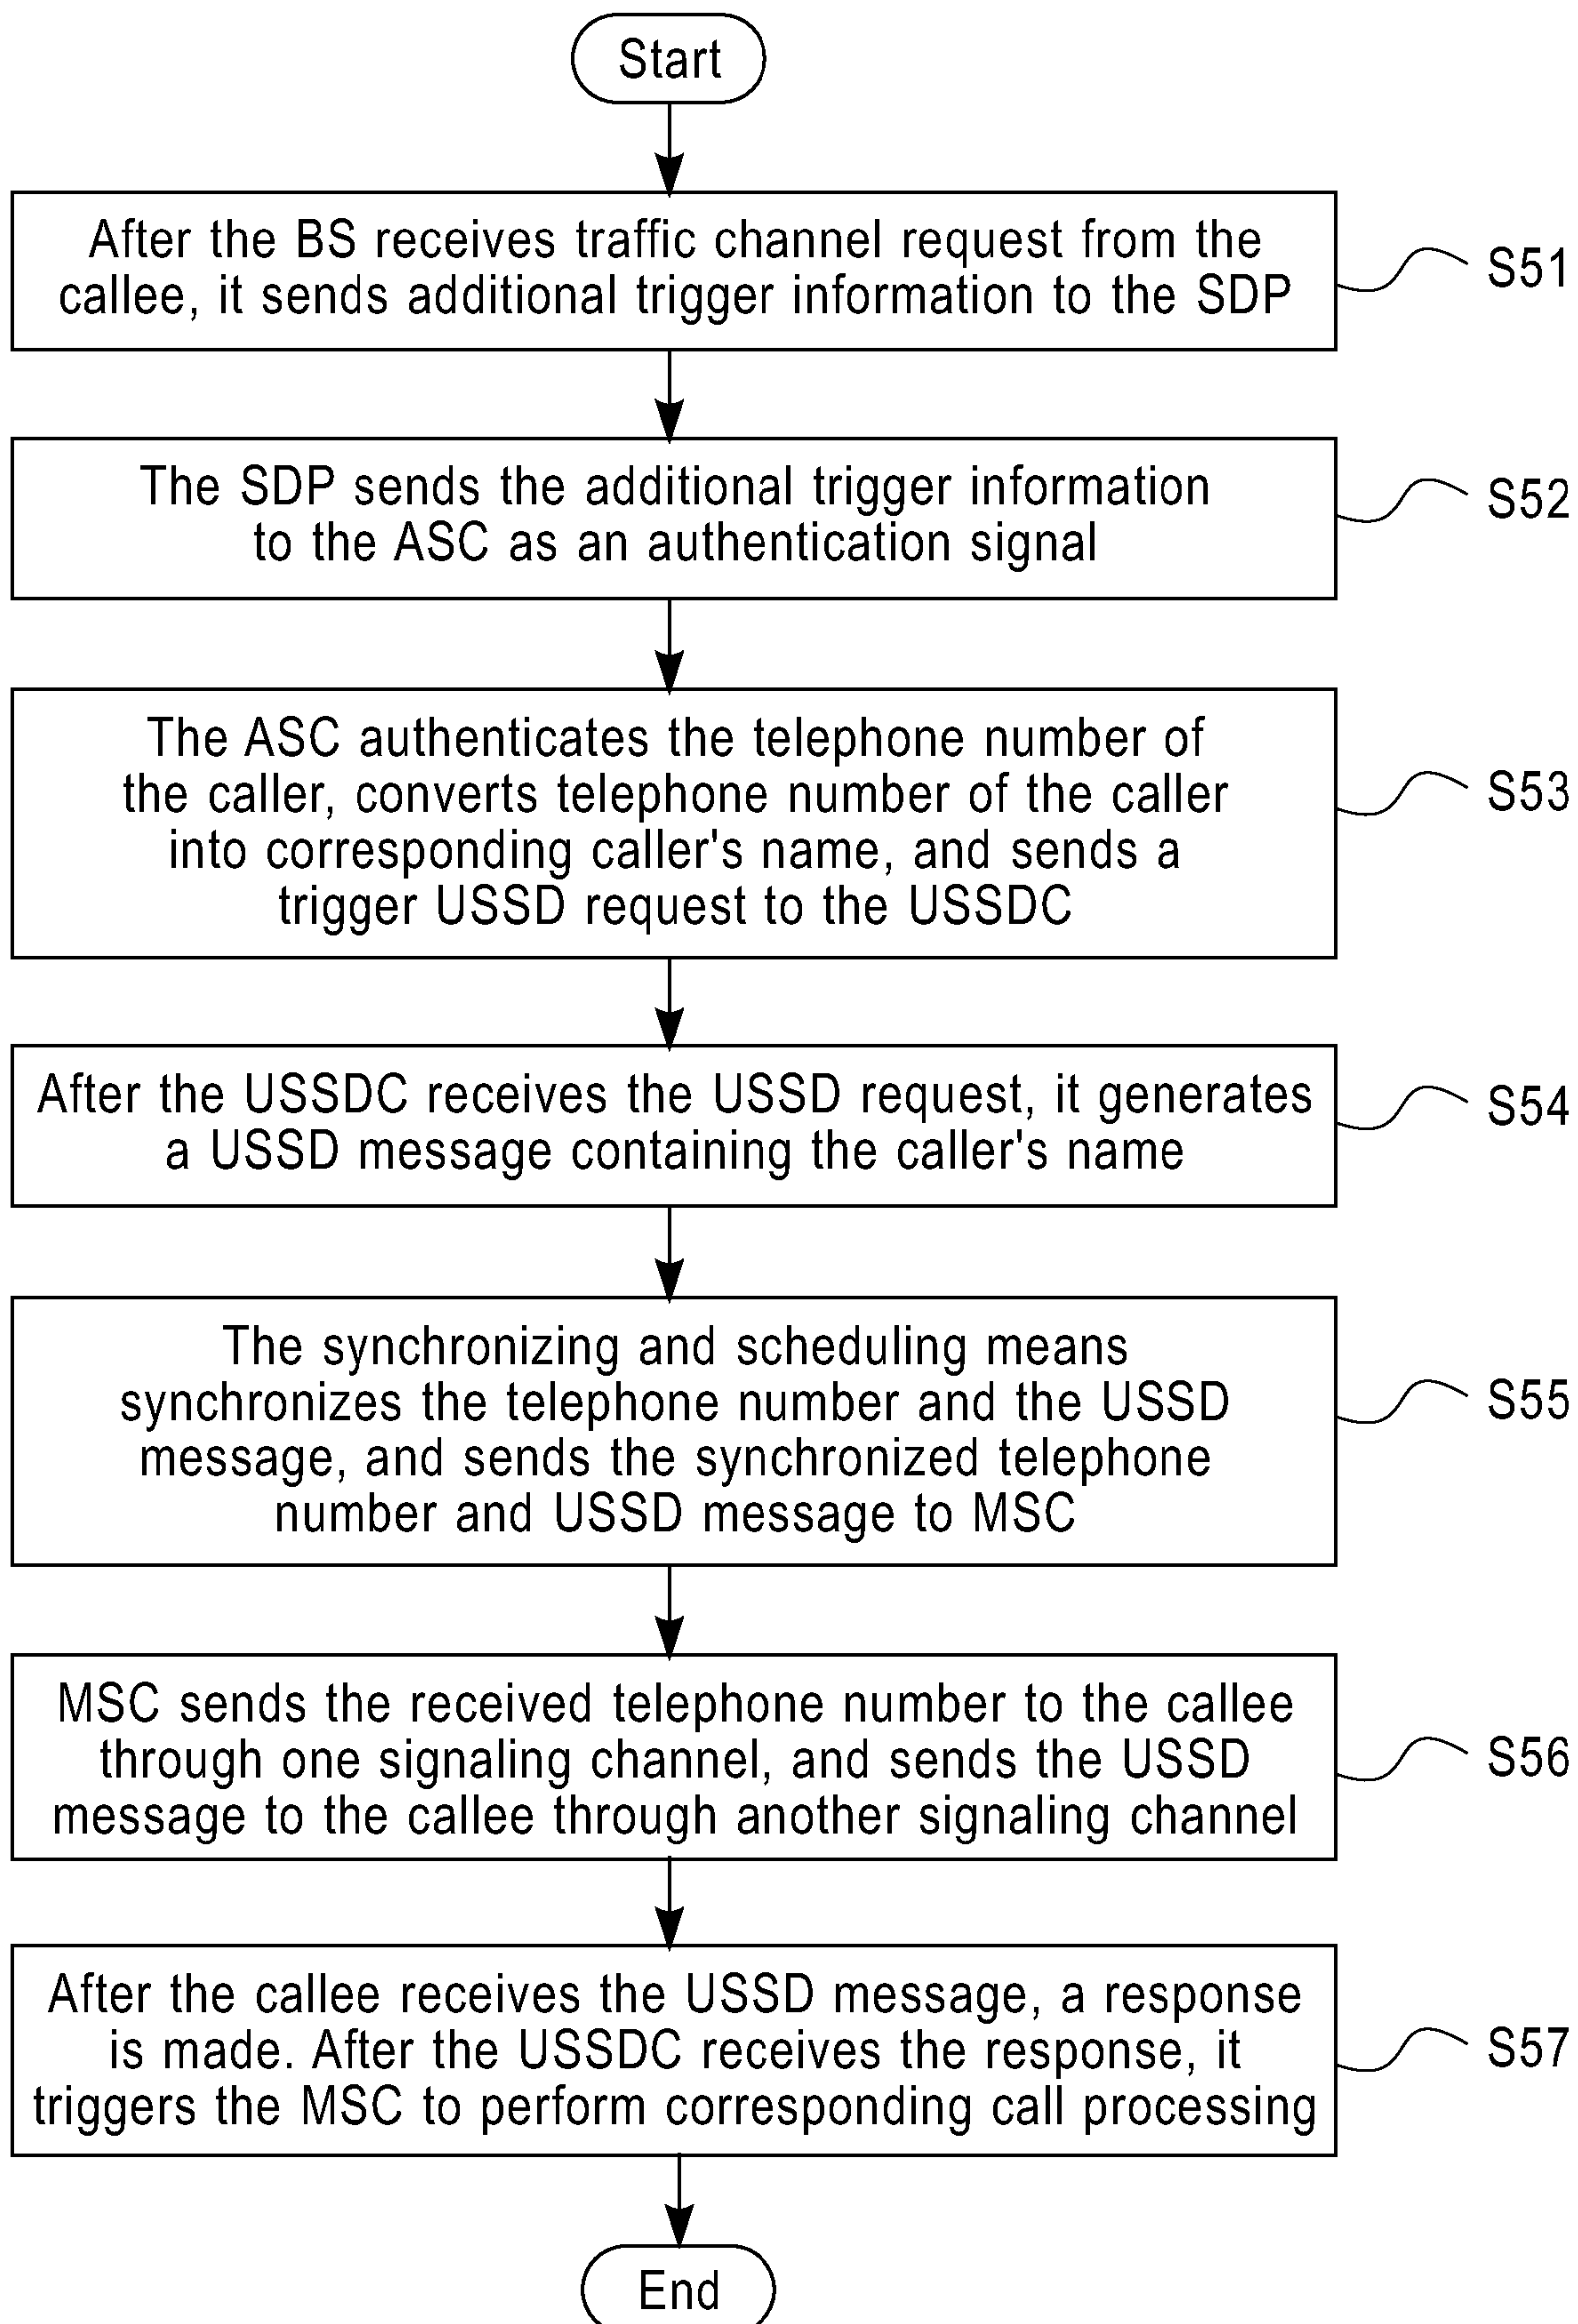 Start
After the BS receives traffic channel request from the
callee, it sends additional trigger information to the SDP
S51
The SDP sends the additional trigger information
to the ASC as an authentication signal
S52
The ASC authenticates the telephone number of
the caller, converts telephone number of the caller
into corresponding caller's name, and sends a
trigger USSD request to the USSDC
S53
After the USSDC receives the USSD request, it generates
a USSD message containing the caller's name
S54
The synchronizing and scheduling means
synchronizes the telephone number and the USSD
message, and sends the synchronized telephone
number and USSD message to MSC
S55
MSC sends the received telephone number to the callee
through one signaling channel, and sends the USSD
message to the callee through another signaling channel
S56
After the callee receives the USSD message, a response
is made. After the USSDC receives the response, it
triggers the MSC to perform corresponding call processing
S57
End